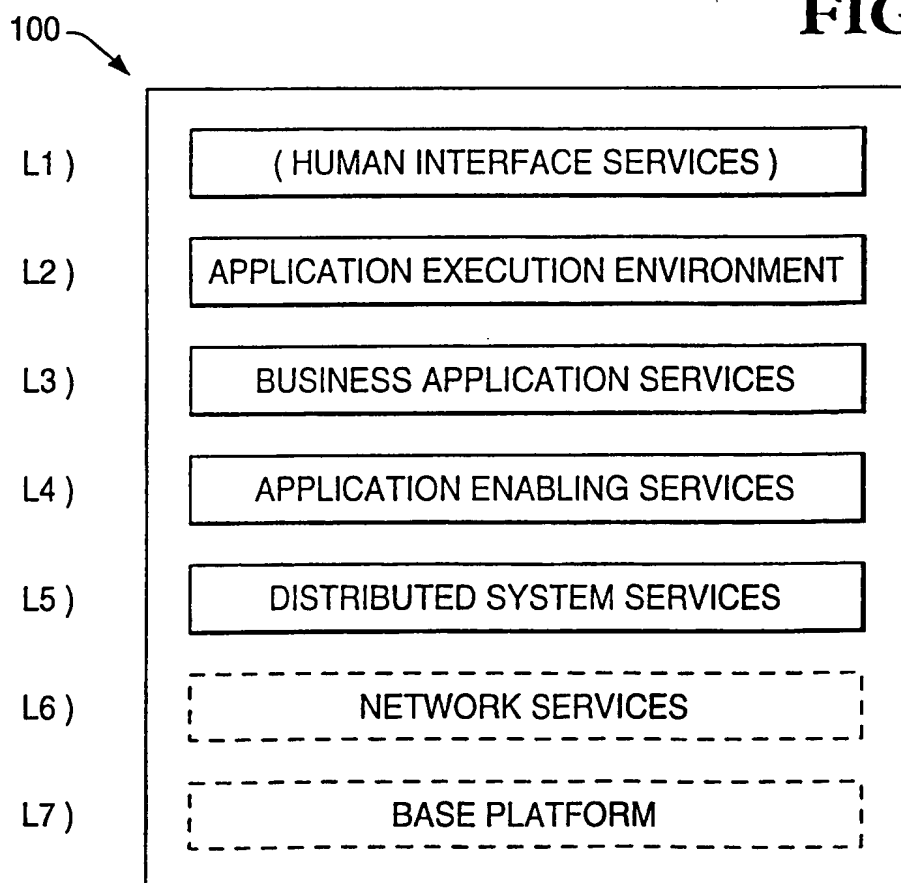 FIG
100
L1 ) ( HUMAN INTERFACE SERVICES )
L2 ) APPLICATION EXECUTION ENVIRONMENT
L3 ) BUSINESS APPLICATION SERVICES
L4 ) APPLICATION ENABLING SERVICES
L5 ) DISTRIBUTED SYSTEM SERVICES
L6 ) NETWORK SERVICES
L7 ) BASE PLATFORM